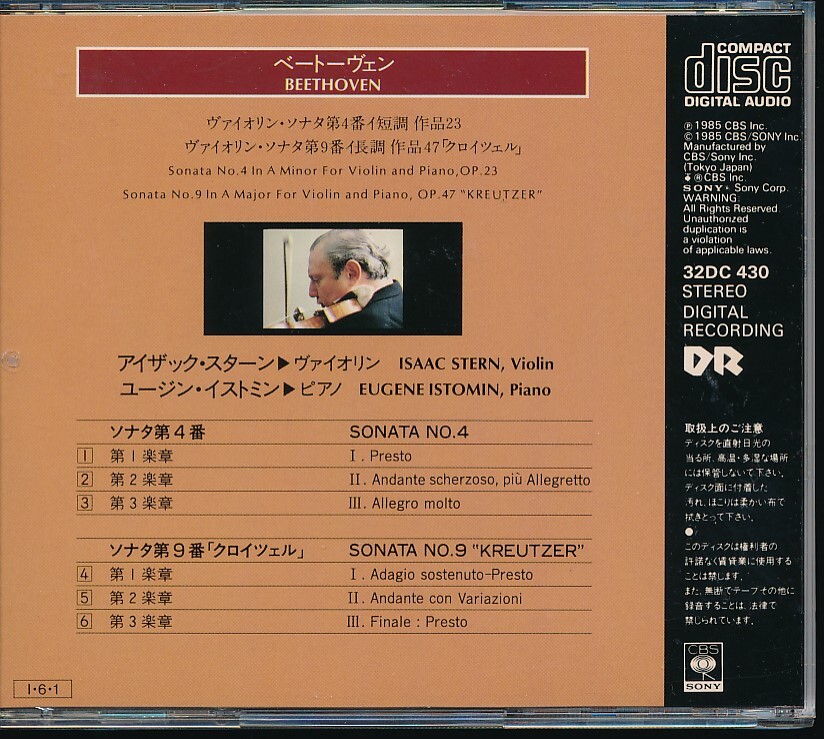 ベートーヴェン
BEETHOVEN
ヴァイオリン・ソナタ第4番イ短調 作品23
ヴァイオリン・ソナタ第9番イ長調 作品47「クロイツェル」
Sonata No.4 In A Minor For Violin and Piano, OP.23
Sonata No.9 In A Major For Violin and Piano, OP.47 "KREUTZER"
アイザック・スターン▶ヴァイオリン ISAAC STERN, Violin
ユージン・イストミン▶ピアノ EUGENE ISTOMIN, Piano
ソナタ第4番 SONATA NO.4
1 第1楽章 I. Presto
2 第2楽章 II. Andante scherzoso, più Allegretto
3 第3楽章 III. Allegro molto
ソナタ第9番「クロイツェル」 SONATA NO.9 "KREUTZER"
4 第1楽章 I. Adagio sostenuto–Presto
5 第2楽章 II. Andante con Variazioni
6 第3楽章 III. Finale : Presto
I・6・1
COMPACT
disc
DIGITAL AUDIO
℗ 1985 CBS Inc.
© 1985 CBS/SONY Inc.
Manufactured by
CBS/Sony Inc.
(Tokyo Japan)
®CBS Inc.
SONY® Sony Corp.
WARNING:
All Rights Reserved.
Unauthorized
duplication is
a violation
of applicable laws.
32DC 430
STEREO
DIGITAL
RECORDING
DR
取扱上のご注意
ディスクを直射日光の
当る所、高温・多湿な場所
には保管しないで下さい。
ディスク面に付着した
汚れ、ほこりは柔かい布で
拭きとって下さい。
●
このディスクは権利者の
許諾なく賃貸業に使用する
ことは禁じます。
また、無断でテープその他に
録音することは、法律で
禁じられています。
CBS
SONY